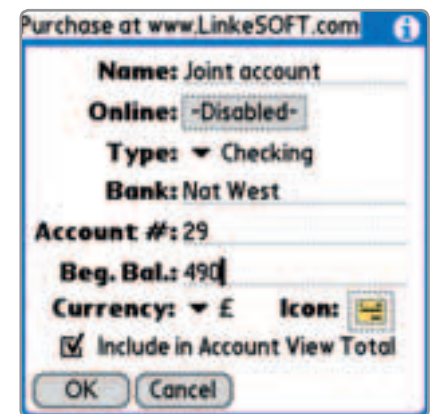 Purchase at www.LinkeSOFT.com
Name: Joint account
Online: -Disabled-
Type: Checking
Bank: Nat West
Account #: 29
Beg. Bal.: 490
Currency: £ Icon:
Include in Account View Total
OK Cancel